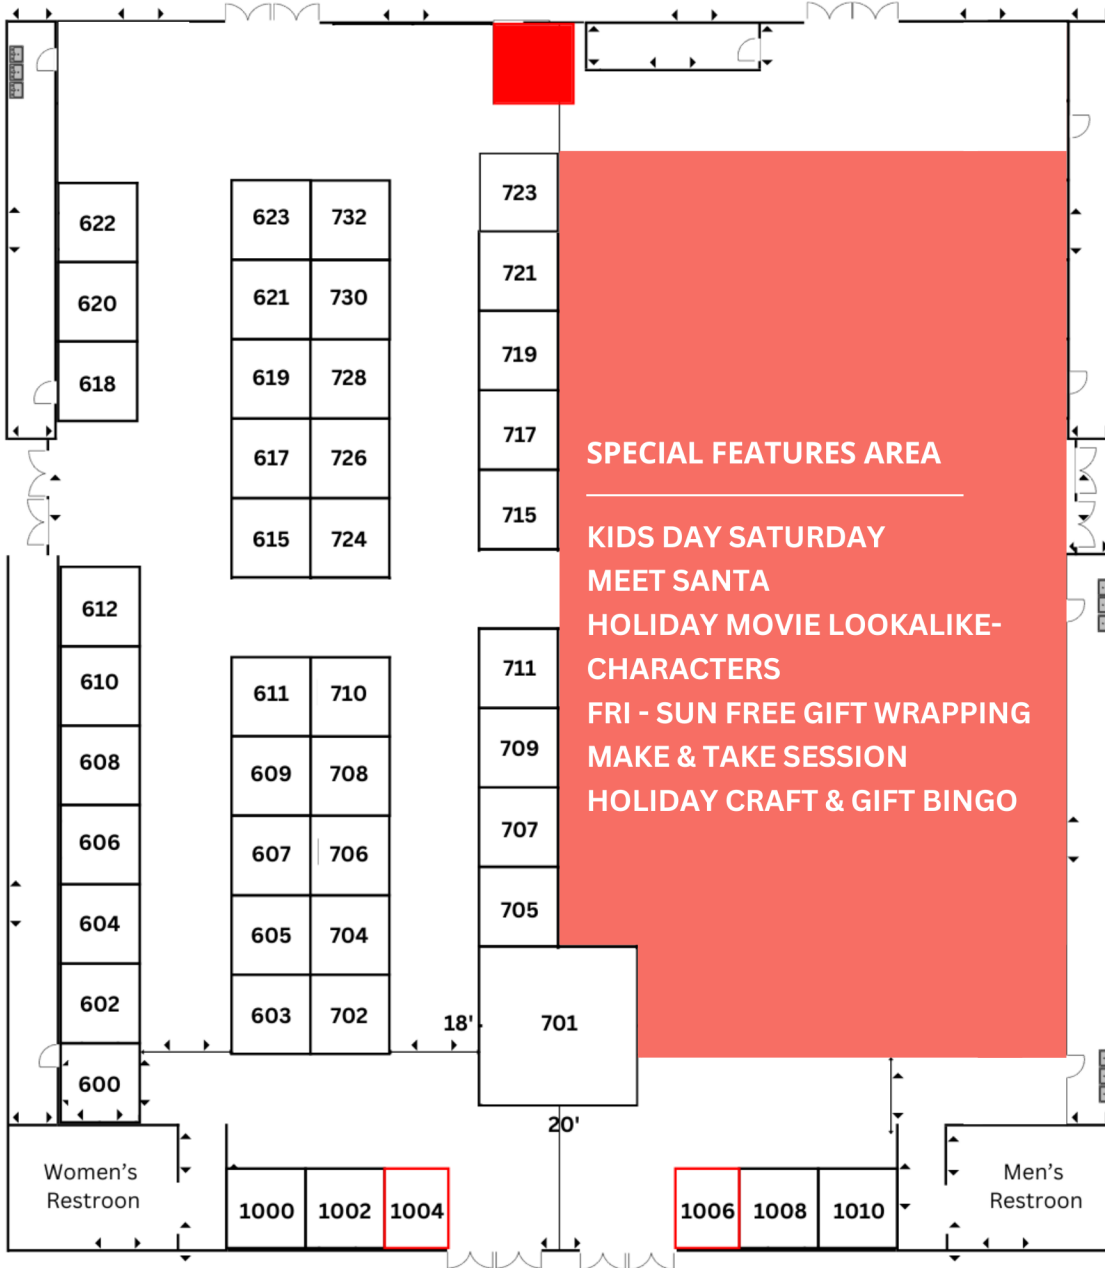 723
622
623 732
721
620
621 730
719
618
619 728
717
617 726
SPECIAL FEATURES AREA
715
615 724
KIDS DAY SATURDAY
MEET SANTA
612
HOLIDAY MOVIE LOOKALIKE-
CHARACTERS
711
610
611 710
FRI - SUN FREE GIFT WRAPPING
709
MAKE & TAKE SESSION
608
609 708
HOLIDAY CRAFT & GIFT BINGO
707
606
607 706
705
604
605 704
602
603 702
18'
701
600
20'
Women's
Restroon
Men's
Restroon
1000 1002 1004
1006 1008 1010